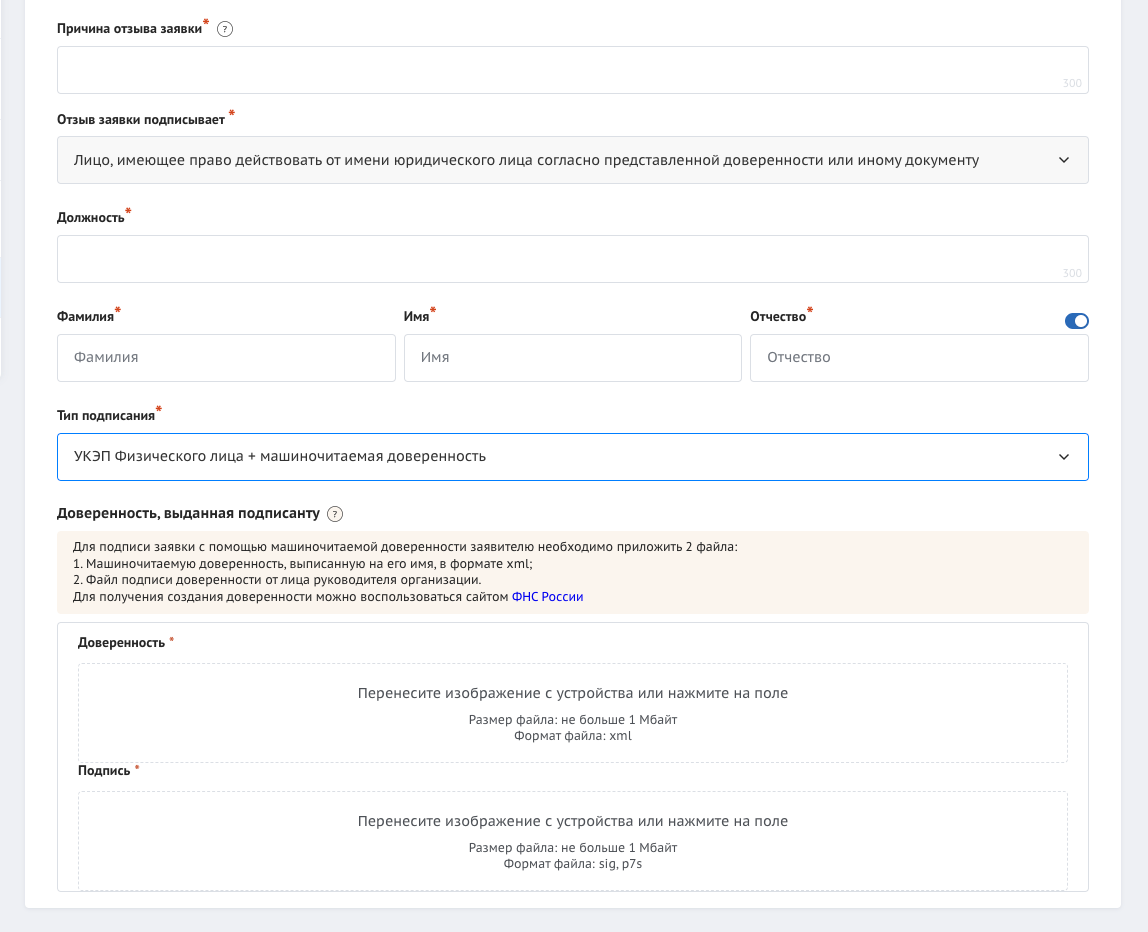 Причина отзыва заявки* ?
300
Отзыв заявки подписывает *
Лицо, имеющее право действовать от имени юридического лица согласно представленной доверенности или иному документу
Должность*
300
Фамилия* Имя* Отчество*
Фамилия Имя Отчество
Тип подписания*
УКЭП Физического лица + машиночитаемая доверенность
Доверенность, выданная подписанту ?
Для подписи заявки с помощью машиночитаемой доверенности заявителю необходимо приложить 2 файла:
1. Машиночитаемую доверенность, выписанную на его имя, в формате xml;
2. Файл подписи доверенности от лица руководителя организации.
Для получения создания доверенности можно воспользоваться сайтом ФНС России
Доверенность *
Перенесите изображение с устройства или нажмите на поле
Размер файла: не больше 1 Мбайт
Формат файла: xml
Подпись *
Перенесите изображение с устройства или нажмите на поле
Размер файла: не больше 1 Мбайт
Формат файла: sig, p7s